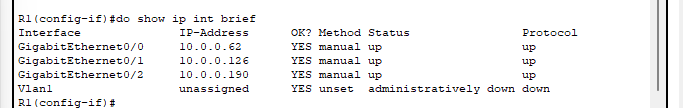 R1(config-if)#do show ip int brief
Interface IP-Address OK? Method Status Protocol
GigabitEthernet0/0 10.0.0.62 YES manual up up
GigabitEthernet0/1 10.0.0.126 YES manual up up
GigabitEthernet0/2 10.0.0.190 YES manual up up
Vlan1 unassigned YES unset administratively down down
R1(config-if)#